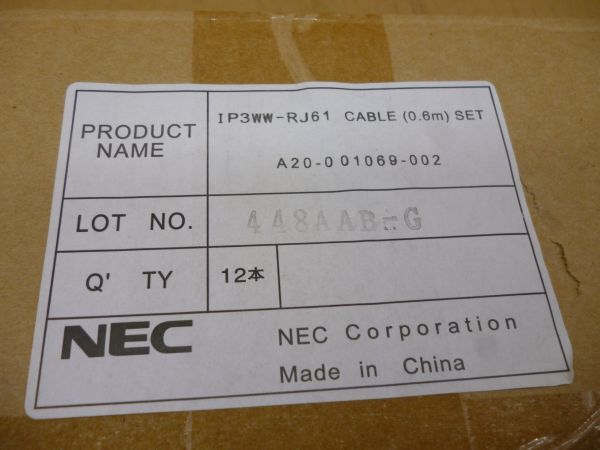 PRODUCT NAME
IP3WW-RJ61 CABLE (0.6m) SET
A20-001069-002
LOT NO.
448AAB-G
Q' TY
12本
NEC
NEC Corporation
Made in China